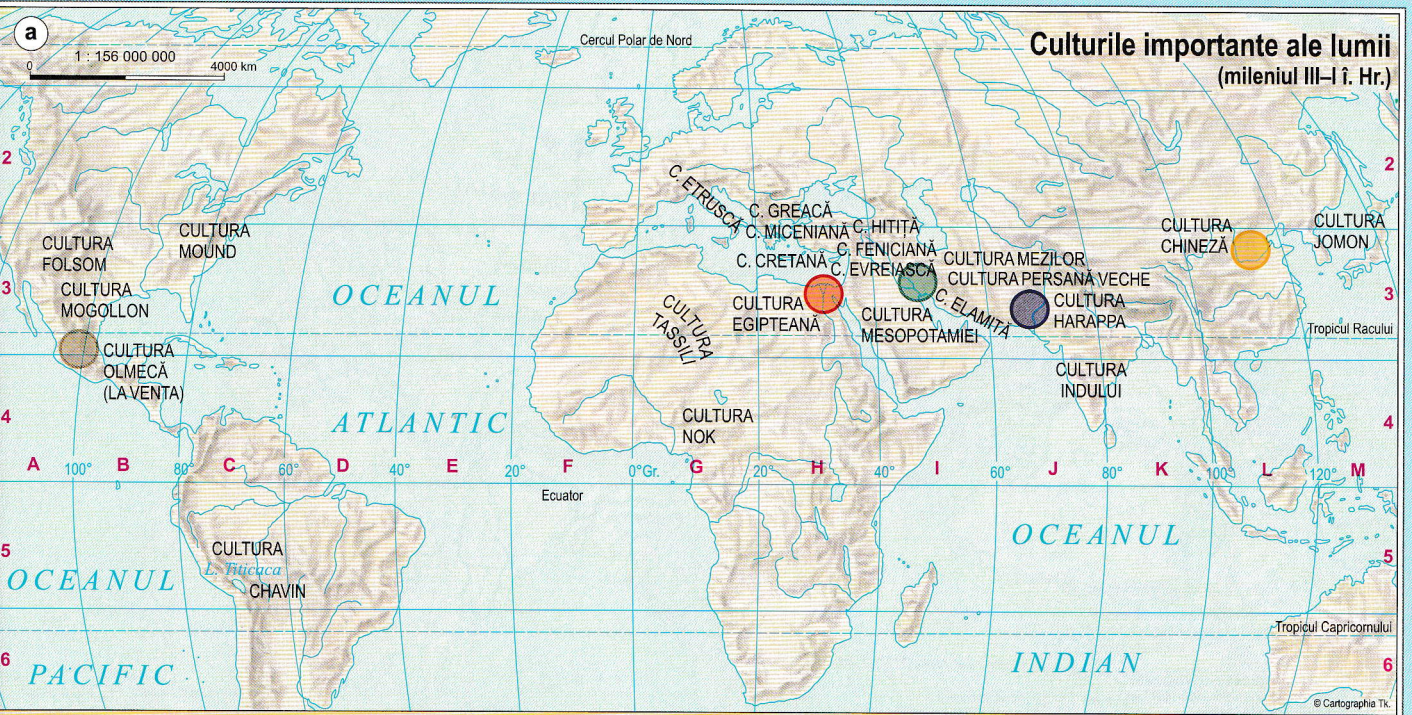 a
1 : 156 000 000
0
4000 km
Cercul Polar de Nord
Culturile importante ale lumii
(mileniul III–I î. Hr.)
2
2
C. ETRUSCĂ
C. GREACĂ
C. MICENIANĂ
C. HITIȚĂ
C. CRETANĂ
C. FENICIANĂ
C. EVREIASCĂ
CULTURA
MOUND
CULTURA
FOLSOM
CULTURA
MOGOLLON
CULTURA
CHINEZĂ
CULTURA
JOMON
CULTURA MEZILOR
CULTURA PERSANĂ VECHE
C. ELAMITĂ
CULTURA
HARAPPA
3
3
OCEANUL
CULTURA
TASSILI
CULTURA
EGIPTEANĂ
CULTURA
MESOPOTAMIEI
Tropicul Racului
CULTURA
OLMECĂ
(LA VENTA)
CULTURA
INDULUI
4
4
ATLANTIC
CULTURA
NOK
A 100° B 80° C 60° D 40° E 20° F 0°Gr. G 20° H 40° I 60° J 80° K 100° L 120° M
Ecuator
5
5
CULTURA
L. Titicaca
CHAVIN
OCEANUL
OCEANUL
Tropicul Capricornului
6
6
PACIFIC
INDIAN
© Cartographia Tk.